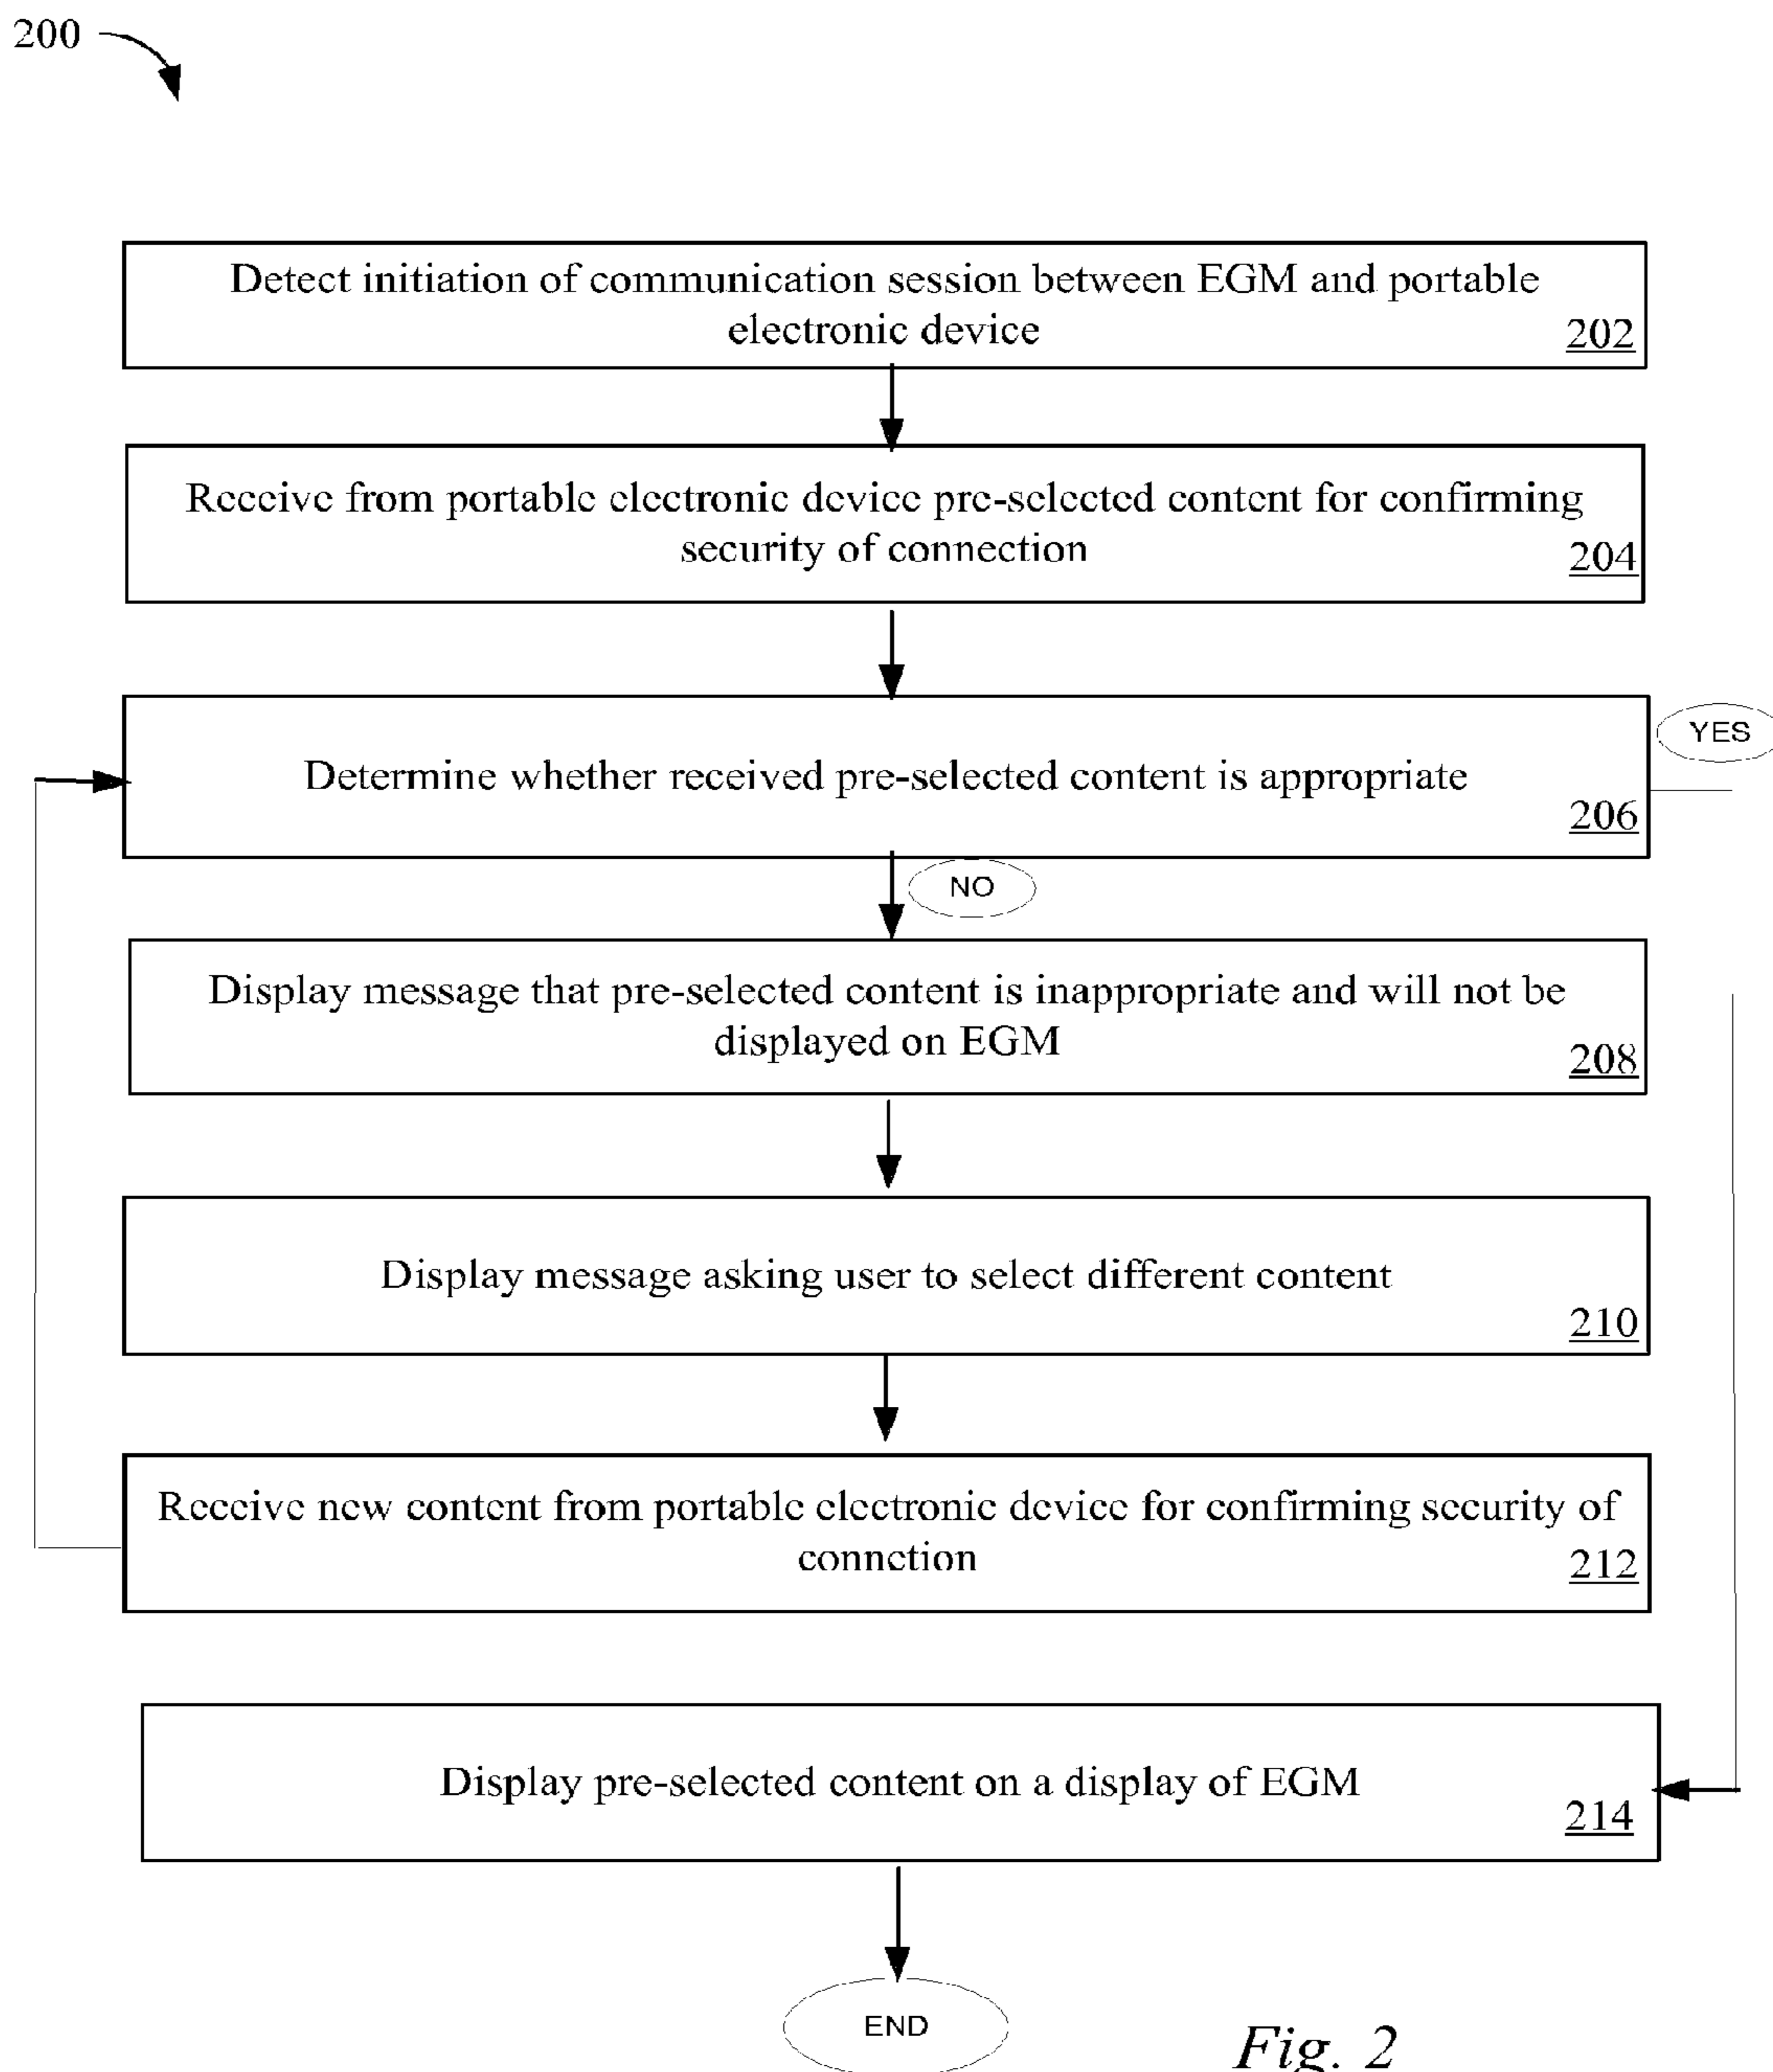 200
Detect initiation of communication session between EGM and portable
electronic device
202
Receive from portable electronic device pre-selected content for confirming
security of connection
204
Determine whether received pre-selected content is appropriate
206
YES
NO
Display message that pre-selected content is inappropriate and will not be
displayed on EGM
208
Display message asking user to select different content
210
Receive new content from portable electronic device for confirming security of
connction
212
Display pre-selected content on a display of EGM
214
END
Fig. 2